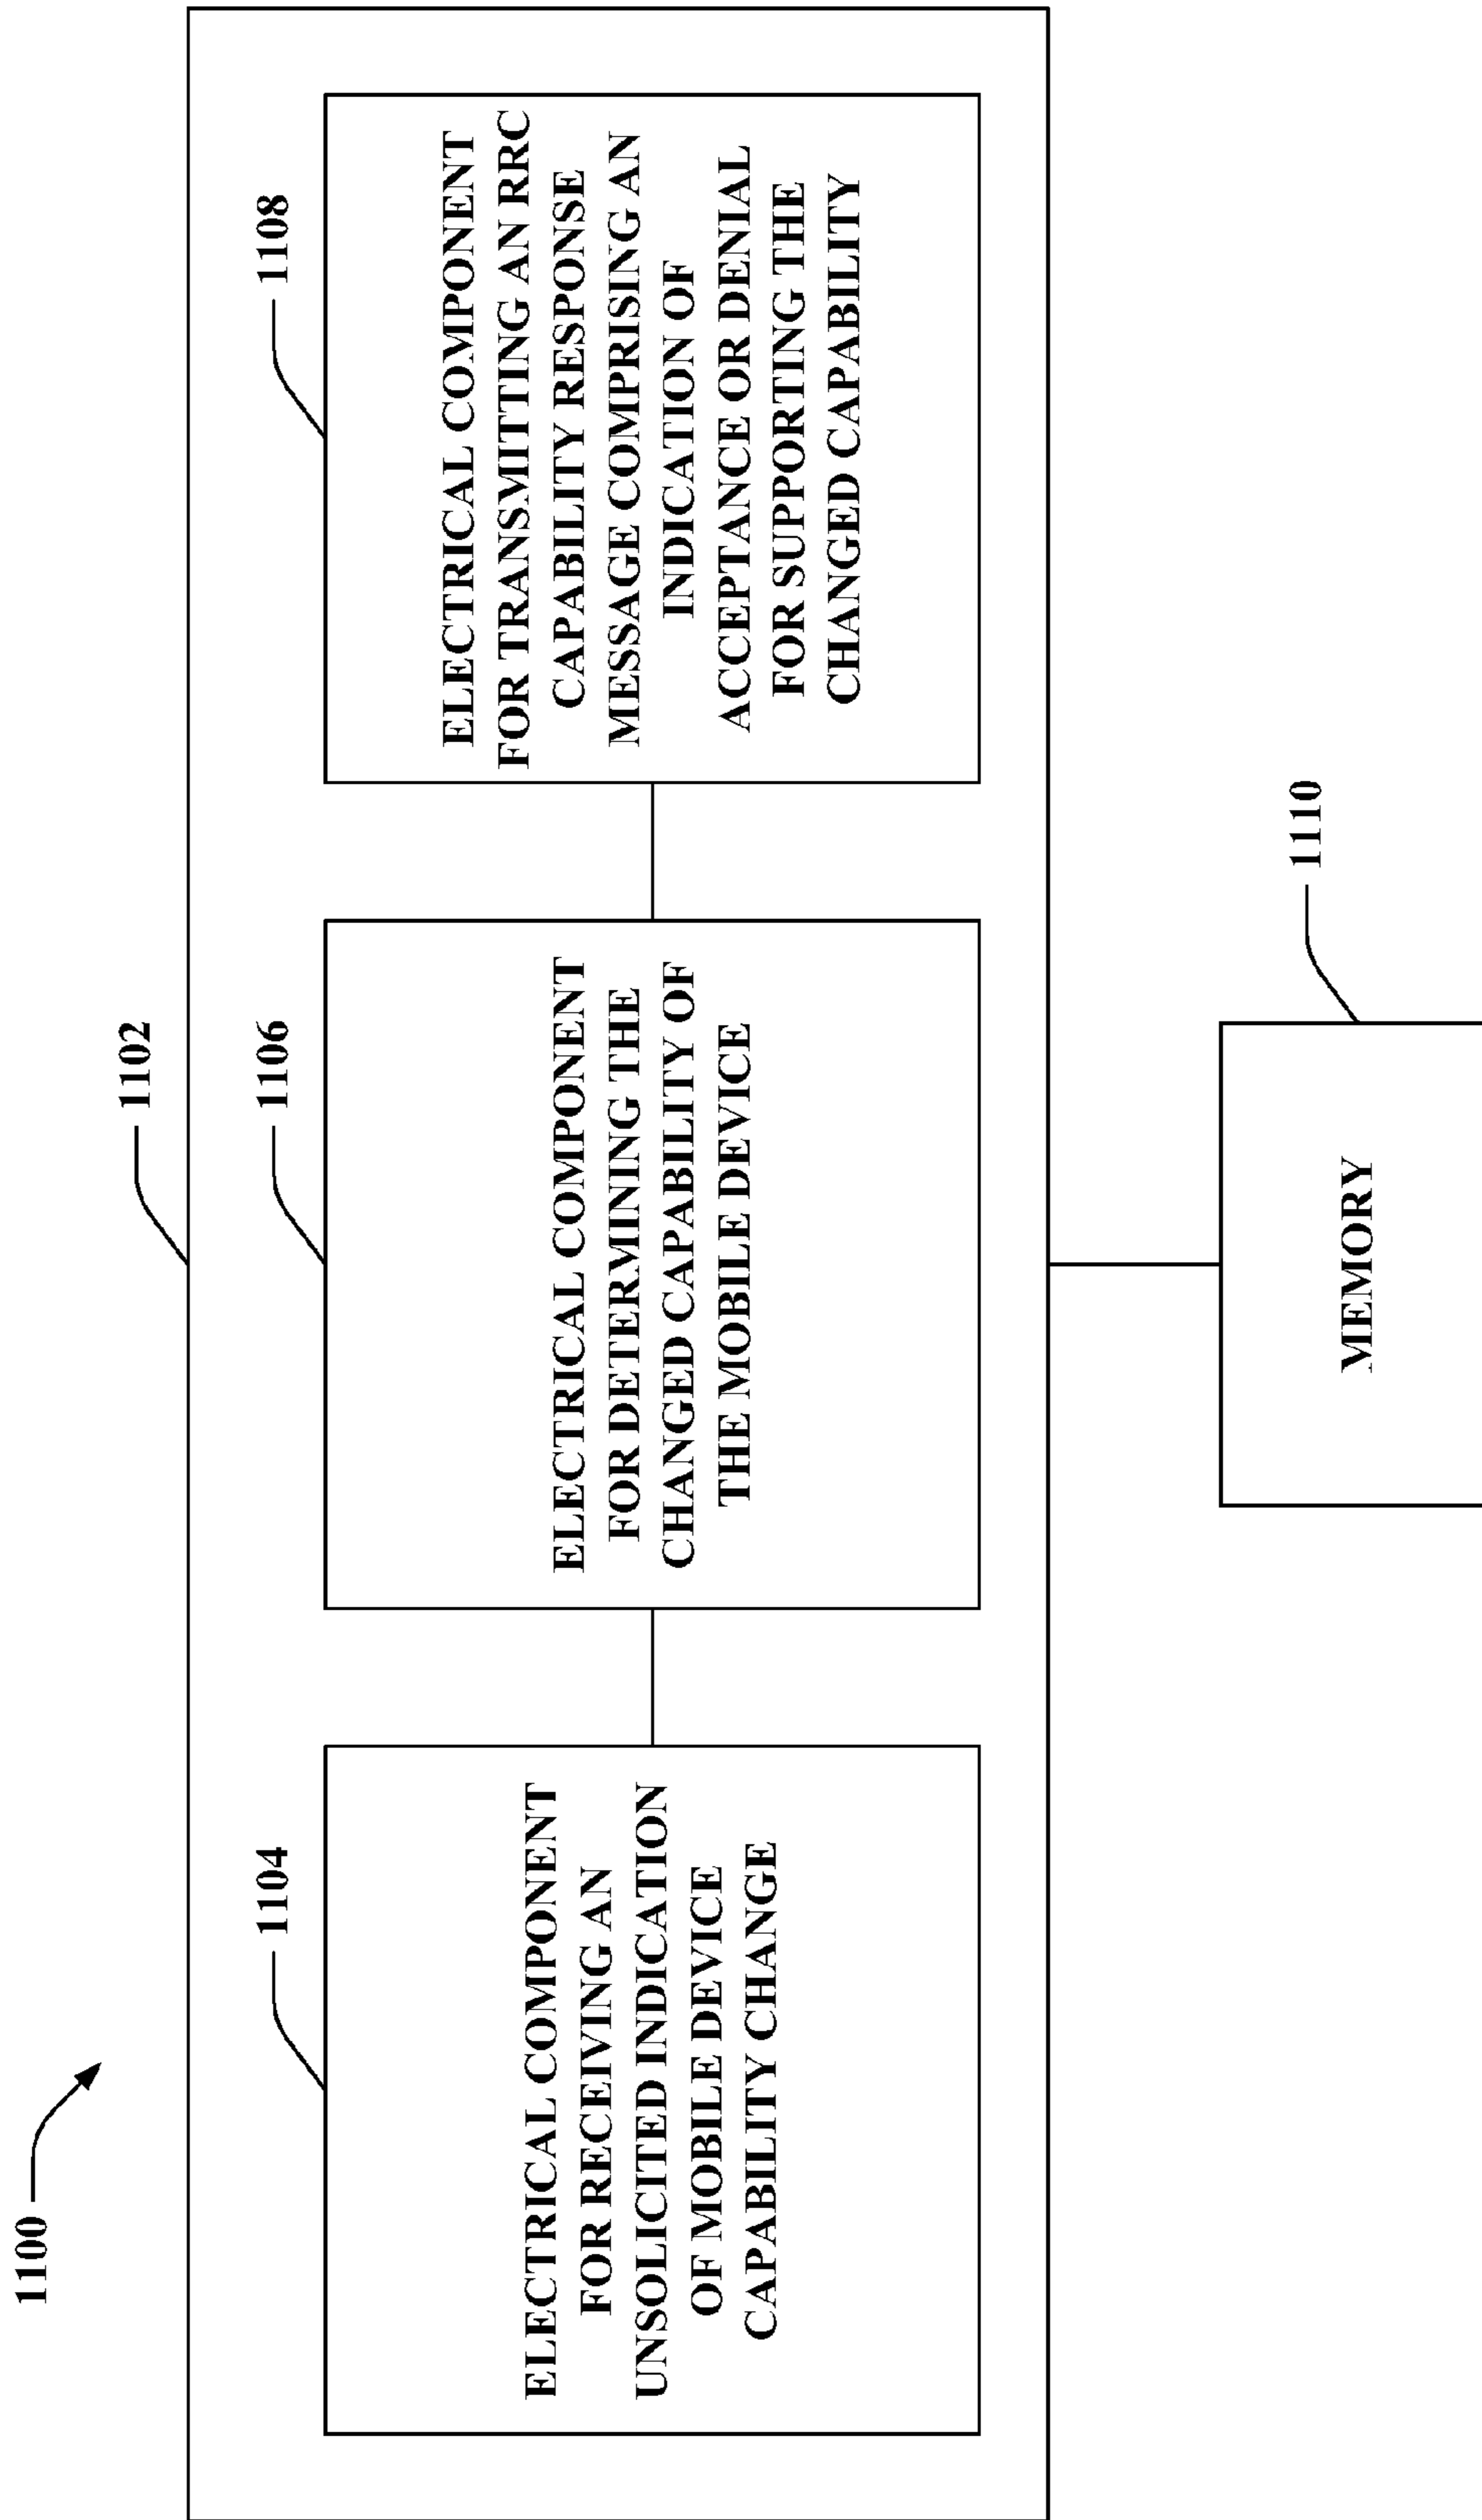 1100
1102
1104
ELECTRICAL COMPONENT
FOR RECEIVING AN
UNSOLICITED INDICATION
OF MOBILE DEVICE
CAPABILITY CHANGE
1106
ELECTRICAL COMPONENT
FOR DETERMINING THE
CHANGED CAPABILITY OF
THE MOBILE DEVICE
1108
ELECTRICAL COMPONENT
FOR TRANSMITTING AN RRC
CAPABILITY RESPONSE
MESSAGE COMPRISING AN
INDICATION OF
ACCEPTANCE OR DENIAL
FOR SUPPORTING THE
CHANGED CAPABILITY
1110
MEMORY